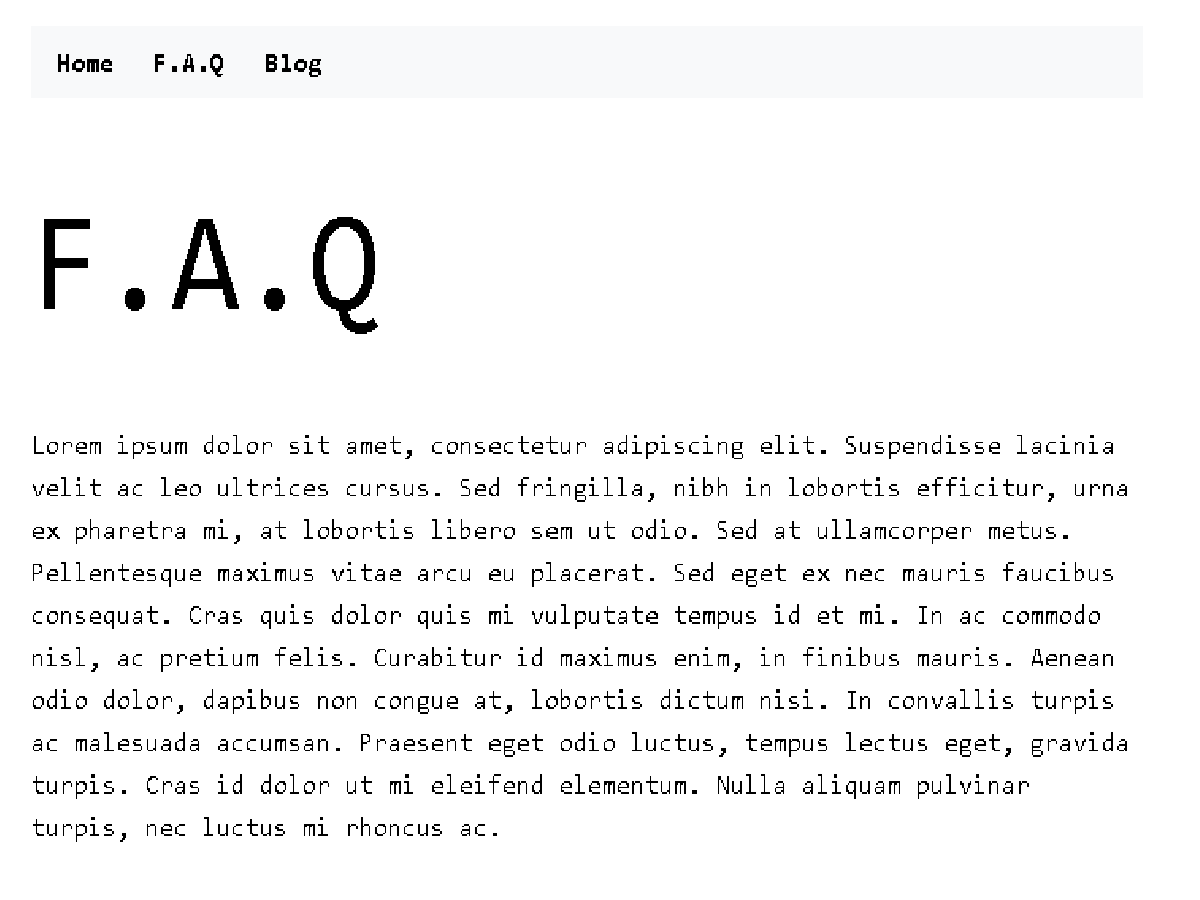 Home F.A.Q Blog
F.A.Q
Lorem ipsum dolor sit amet, consectetur adipiscing elit. Suspendisse lacinia
velit ac leo ultrices cursus. Sed fringilla, nibh in lobortis efficitur, urna
ex pharetra mi, at lobortis libero sem ut odio. Sed at ullamcorper metus.
Pellentesque maximus vitae arcu eu placerat. Sed eget ex nec mauris faucibus
consequat. Cras quis dolor quis mi vulputate tempus id et mi. In ac commodo
nisl, ac pretium felis. Curabitur id maximus enim, in finibus mauris. Aenean
odio dolor, dapibus non congue at, lobortis dictum nisi. In convallis turpis
ac malesuada accumsan. Praesent eget odio luctus, tempus lectus eget, gravida
turpis. Cras id dolor ut mi eleifend elementum. Nulla aliquam pulvinar
turpis, nec luctus mi rhoncus ac.